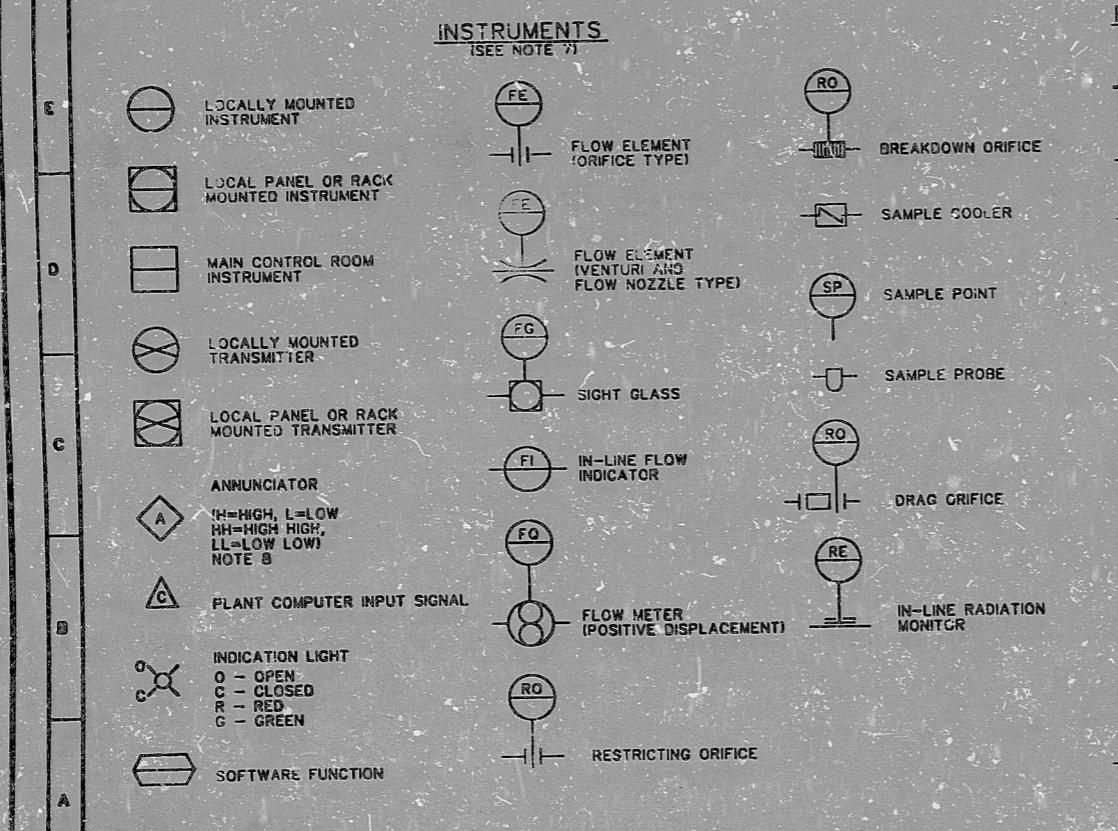 INSTRUMENTS
(SEE NOTE 7)
E
D
C
B
A
LOCALLY MOUNTED
INSTRUMENT
LOCAL PANEL OR RACK
MOUNTED INSTRUMENT
MAIN CONTROL ROOM
INSTRUMENT
LOCALLY MOUNTED
TRANSMITTER
LOCAL PANEL OR RACK
MOUNTED TRANSMITTER
A
ANNUNCIATOR
(H=HIGH, L=LOW
HH=HIGH HIGH,
LL=LOW LOW)
NOTE 8
C
PLANT COMPUTER INPUT SIGNAL
O
C
INDICATION LIGHT
O - OPEN
C - CLOSED
R - RED
G - GREEN
SOFTWARE FUNCTION
FE
FLOW ELEMENT
(ORIFICE TYPE)
FE
FLOW ELEMENT
(VENTURI AND
FLOW NOZZLE TYPE)
FG
SIGHT GLASS
FI
IN-LINE FLOW
INDICATOR
FQ
FLOW METER
(POSITIVE DISPLACEMENT)
RO
RESTRICTING ORIFICE
RO
BREAKDOWN ORIFICE
SAMPLE COOLER
SP
SAMPLE POINT
SAMPLE PROBE
RO
DRAG ORIFICE
RE
IN-LINE RADIATION
MONITOR